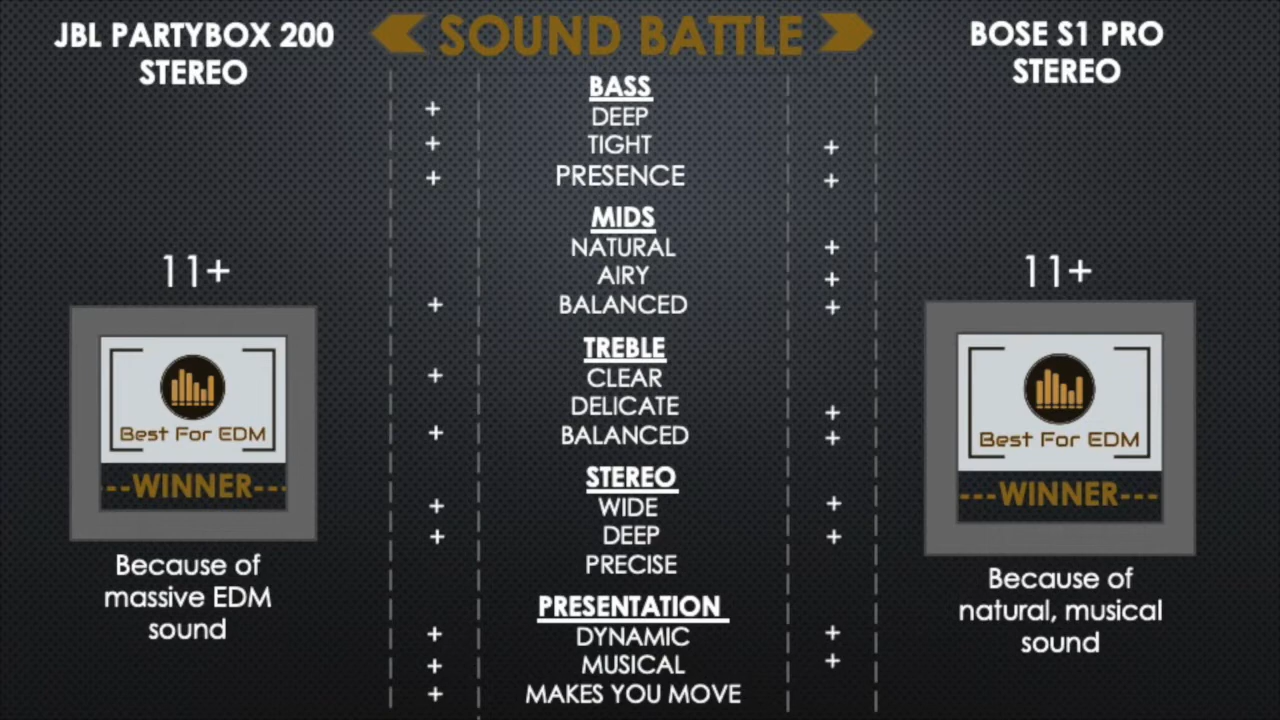 JBL PARTYBOX 200
STEREO
SOUND BATTLE
BOSE S1 PRO
STEREO
BASS
+ DEEP
+ TIGHT +
+ PRESENCE +
MIDS
NATURAL +
AIRY +
+ BALANCED +
TREBLE
+ CLEAR
DELICATE +
+ BALANCED +
STEREO
+ WIDE +
+ DEEP +
PRECISE
PRESENTATION
+ DYNAMIC +
+ MUSICAL +
+ MAKES YOU MOVE
11+
Best For EDM
---WINNER---
Because of
massive EDM
sound
11+
Best For EDM
---WINNER---
Because of
natural, musical
sound